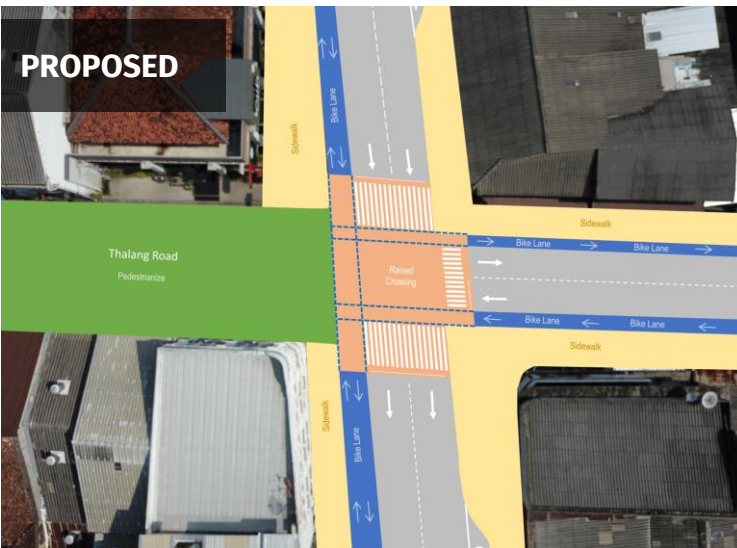 PROPOSED
Bike Lane
Sidewalk
Sidewalk
Bike Lane
Bike Lane
Thalang Road
Pedestrianize
Raised
Crossing
Bike Lane
Bike Lane
Sidewalk
Sidewalk
Bike Lane